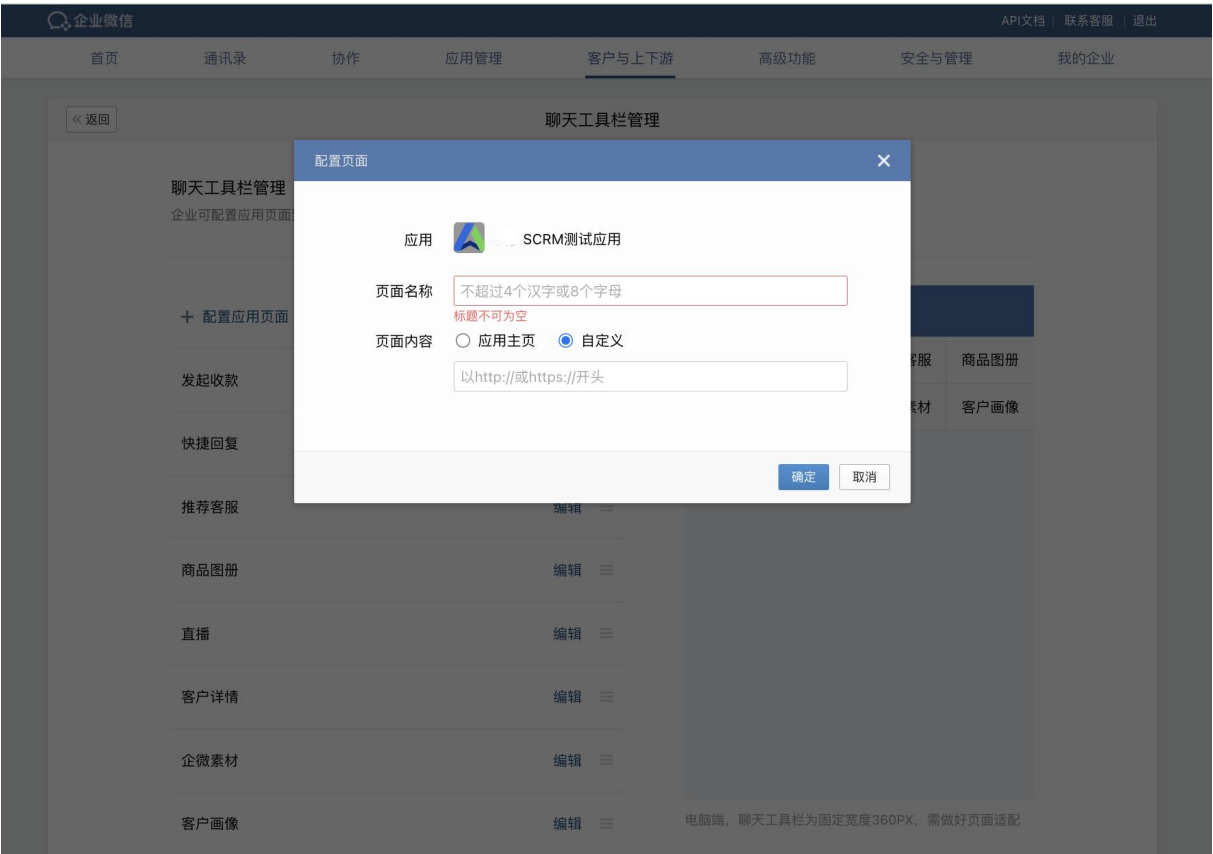 企业微信
API文档 | 联系客服 | 退出
首页 通讯录 协作 应用管理 客户与上下游 高级功能 安全与管理 我的企业
返回
聊天工具栏管理
配置页面
聊天工具栏管理
企业可配置应用页面
应用 SCRM测试应用
页面名称 不超过4个汉字或8个字母
标题不可为空
+ 配置应用页面
页面内容 应用主页 自定义
客服 商品图册
以http://或https://开头
发起收款
素材 客户画像
快捷回复
确定 取消
推荐客服 编辑
商品图册 编辑
直播 编辑
客户详情 编辑
企微素材 编辑
客户画像 编辑
电脑端，聊天工具栏为固定宽度360PX，需做好页面适配